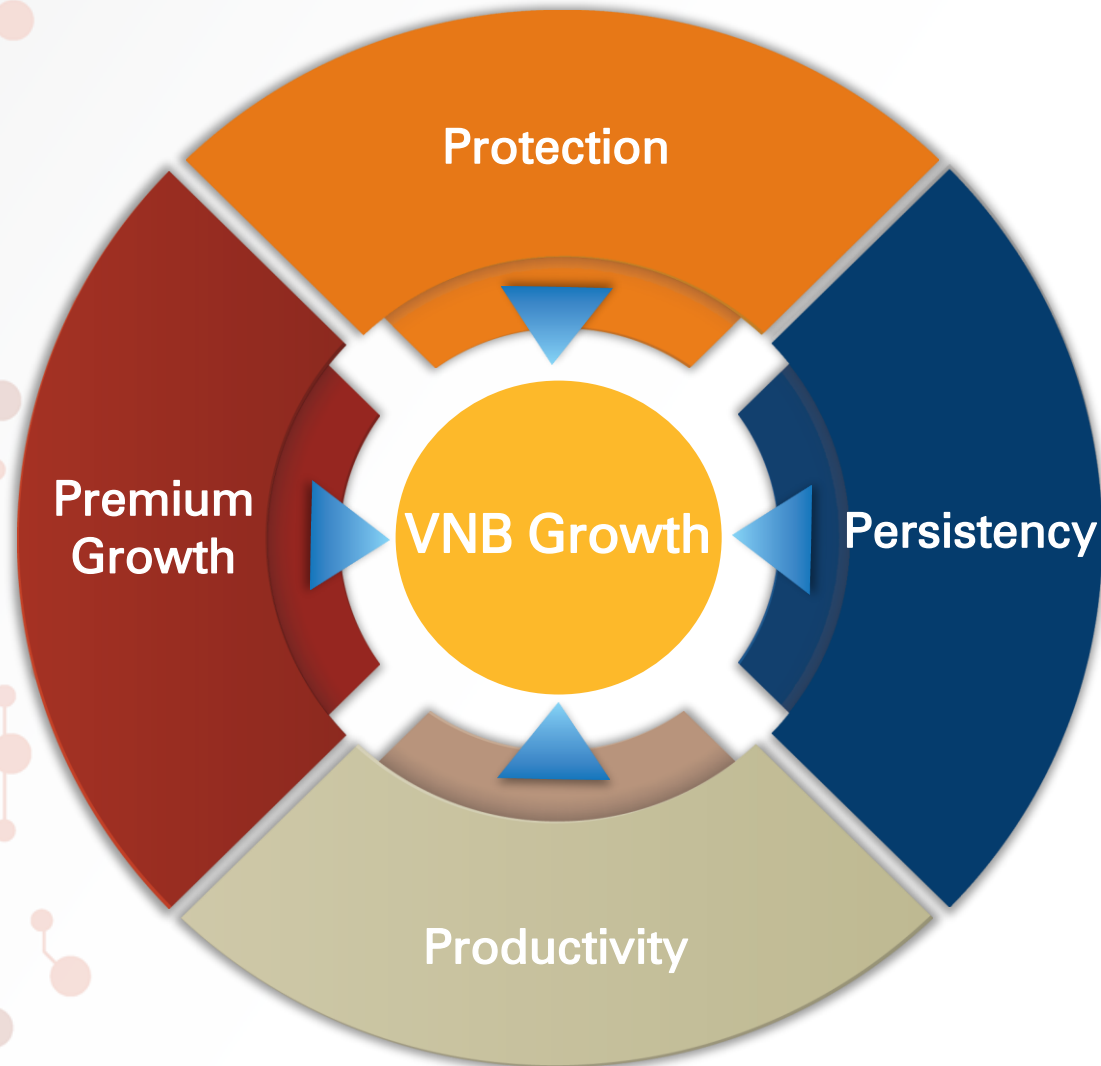 Protection
Premium
Growth
VNB Growth
Persistency
Productivity